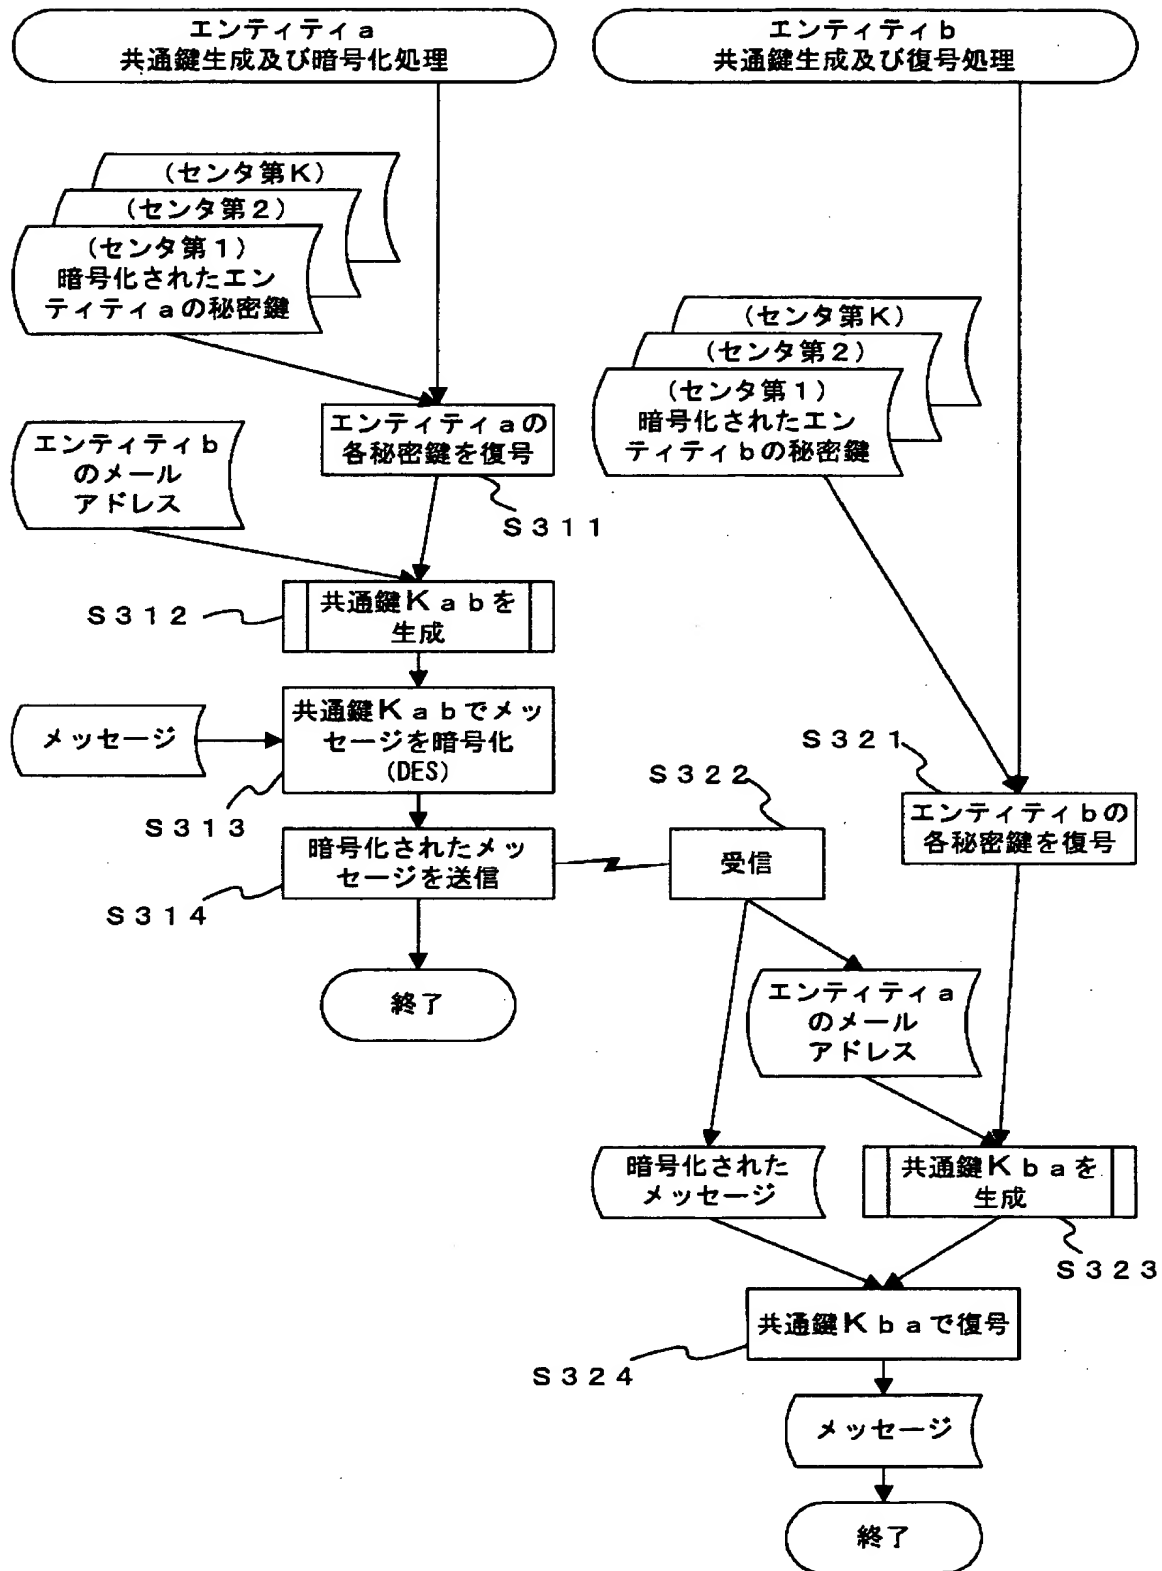 エンティティa
共通鍵生成及び暗号化処理
エンティティb
共通鍵生成及び復号処理
(センタ第K)
(センタ第2)
(センタ第1)
暗号化されたエン
ティティaの秘密鍵
(センタ第K)
(センタ第2)
(センタ第1)
暗号化されたエン
ティティbの秘密鍵
エンティティaの
各秘密鍵を復号
S311
エンティティb
のメール
アドレス
S312
共通鍵Kabを
生成
メッセージ
共通鍵Kabでメッ
セージを暗号化
(DES)
S313
暗号化されたメッ
セージを送信
S314
終了
S321
エンティティbの
各秘密鍵を復号
S322
受信
エンティティa
のメール
アドレス
暗号化された
メッセージ
共通鍵Kbaを
生成
S323
共通鍵Kbaで復号
S324
メッセージ
終了